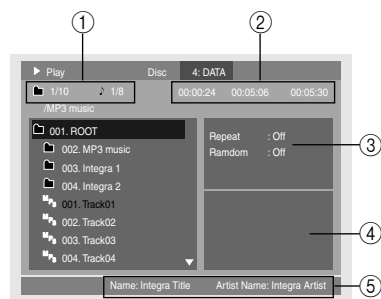 ① ②
Play Disc 4: DATA
1/10 ♪ 1/8 00:00:24 00:05:06 00:05:30
/MP3 music
001. ROOT
002. MP3 music
003. Integra 1
004. Integra 2
001. Track01
002. Track02
003. Track03
004. Track04
Repeat : Off
Ramdom : Off
③
④
Name: Integra Title Artist Name: Integra Artist
⑤